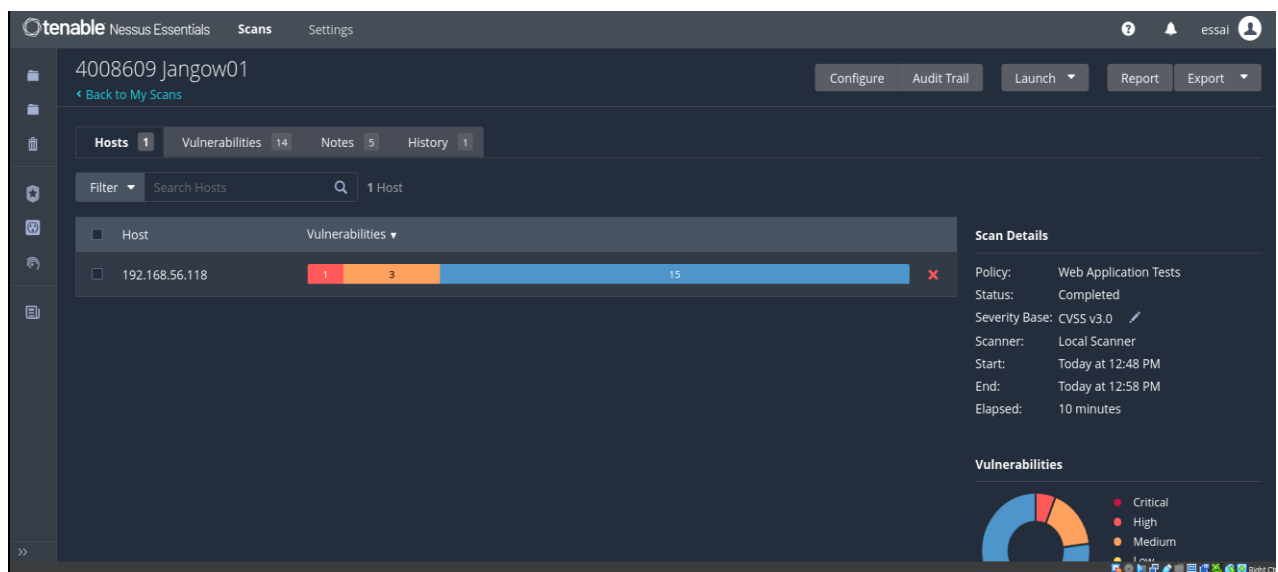 tenable Nessus Essentials Scans Settings essai
4008609 Jangow01
Back to My Scans
Configure Audit Trail Launch Report Export
Hosts 1 Vulnerabilities 14 Notes 5 History 1
Filter Search Hosts 1 Host
Host Vulnerabilities
192.168.56.118 1 3 15
Scan Details
Policy: Web Application Tests
Status: Completed
Severity Base: CVSS v3.0
Scanner: Local Scanner
Start: Today at 12:48 PM
End: Today at 12:58 PM
Elapsed: 10 minutes
Vulnerabilities
Critical
High
Medium
Low
Right Ct